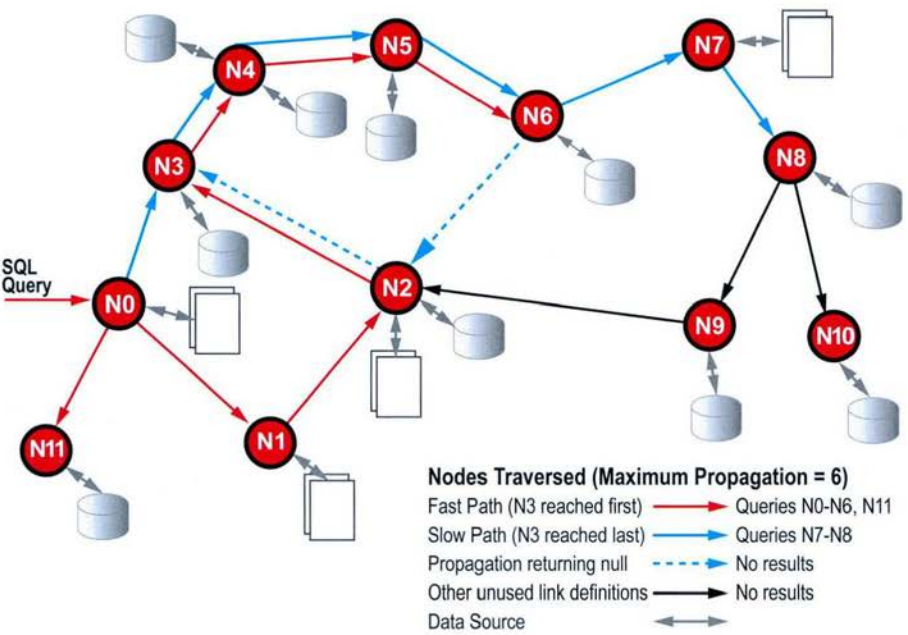 N5
N7
N4
N6
N8
N3
SQL
Query
N0
N2
N9
N10
N11
N1
Nodes Traversed (Maximum Propagation = 6)
Fast Path (N3 reached first) Queries N0-N6, N11
Slow Path (N3 reached last) Queries N7-N8
Propagation returning null No results
Other unused link definitions No results
Data Source